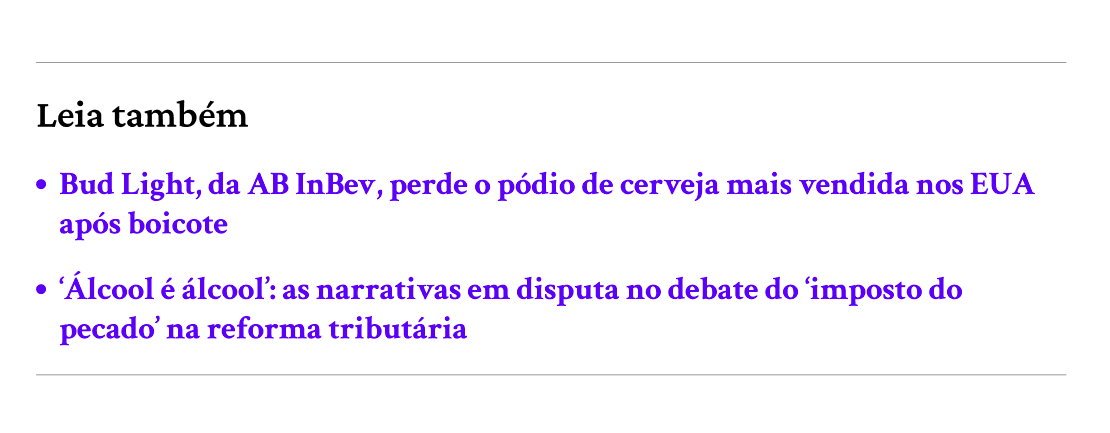 Leia também
• Bud Light, da AB InBev, perde o pódio de cerveja mais vendida nos EUA
após boicote
• ‘Álcool é álcool’: as narrativas em disputa no debate do ‘imposto do
pecado’ na reforma tributária